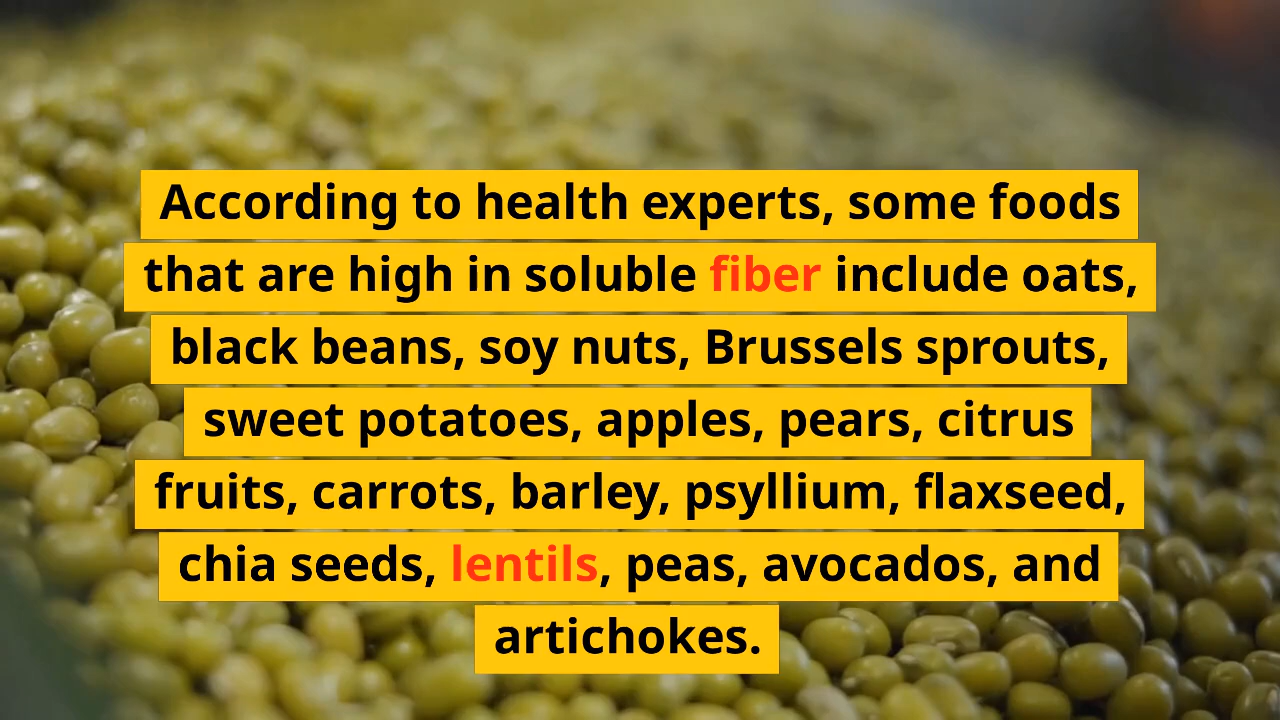 According to health experts, some foods
that are high in soluble fiber include oats,
black beans, soy nuts, Brussels sprouts,
sweet potatoes, apples, pears, citrus
fruits, carrots, barley, psyllium, flaxseed,
chia seeds, lentils, peas, avocados, and
artichokes.